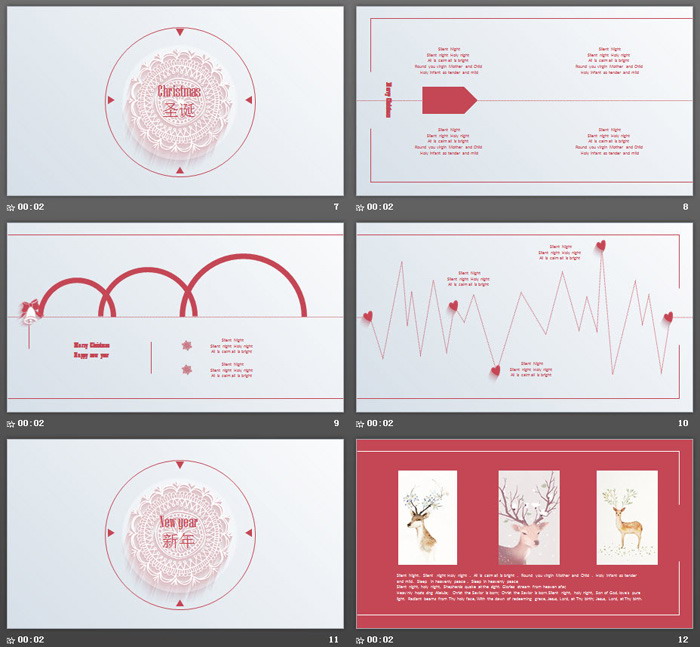 Christmas
圣诞
00:02
7
Silent Night
Silent night Holy night
All is calm all is bright
Round you virgin Mother and Child
Holy Infant so tender and mild
Silent Night
Silent night Holy night
All is calm all is bright
Round you virgin Mother and Child
Holy Infant so tender and mild
Merry Christmas
Silent Night
Silent night Holy night
All is calm all is bright
Round you virgin Mother and Child
Holy Infant so tender and mild
Silent Night
Silent night Holy night
All is calm all is bright
Round you virgin Mother and Child
Holy Infant so tender and mild
00:02
8
Merry Christmas
Happy new year
Silent Night
Silent night Holy night
All is calm all is bright
Silent Night
Silent night Holy night
All is calm all is bright
00:02
9
Silent Night
Silent night Holy night
All is calm all is bright
Silent Night
Silent night Holy night
All is calm all is bright
Silent Night
Silent night Holy night
All is calm all is bright
00:02
10
New year
新年
00:02
11
Silent Night, Silent night Holy night , All is calm all is bright , Round you virgin Mother and Child , Holy Infant so tender
and mild, Sleep in heavenly peace , Sleep in heavenly peace
Silent night, holy night, Shepherds quake at the sight, Glories stream from heaven afar,
Heavenly hosts sing Alleluia; Christ the Savior is born; Christ the Savior is born,Silent night, holy night, Son of God, love's pure
light Radiant beams from Thy holy face, With the dawn of redeeming grace, Jesus, Lord, at Thy birth, Jesus, Lord, at Thy birth
00:02
12